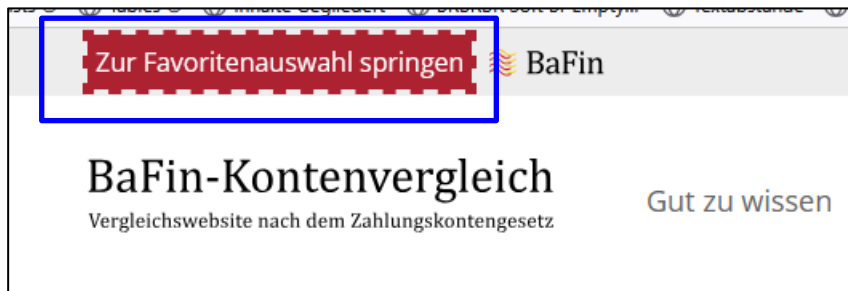 Zur Favoritenauswahl springen BaFin
BaFin-Kontenvergleich
Vergleichswebsite nach dem Zahlungskontengesetz
Gut zu wissen